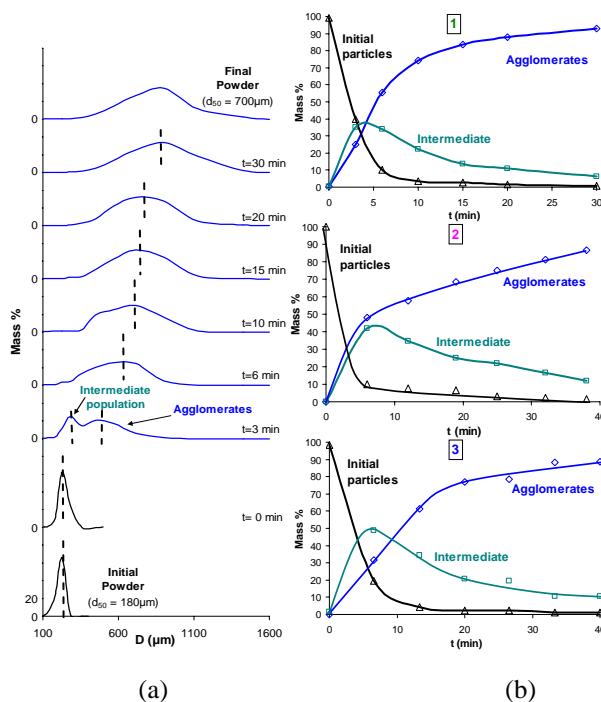 Final
Powder
(d50 = 700µm)
0
t=30 min
0
t=20 min
0
t=15 min
0
t=10 min
0
t=6 min
0
Intermediate
population
Agglomerates
t=3 min
0
t= 0 min
0
Initial
Powder
(d50 = 180µm)
20
0
100 600 1100 1600
D (µm)
Mass %
(a)
1
Initial
particles
Agglomerates
Intermediate
Mass %
100
90
80
70
60
50
40
30
20
10
0
0 5 10 15 20 25 30
t (min)
2
Initial
particles
Agglomerates
Intermediate
Mass %
100
90
80
70
60
50
40
30
20
10
0
0 10 20 30 40
t (min)
3
Initial
particles
Agglomerates
Intermediate
Mass %
100
90
80
70
60
50
40
30
20
10
0
0 10 20 30 40
t (min)
(b)